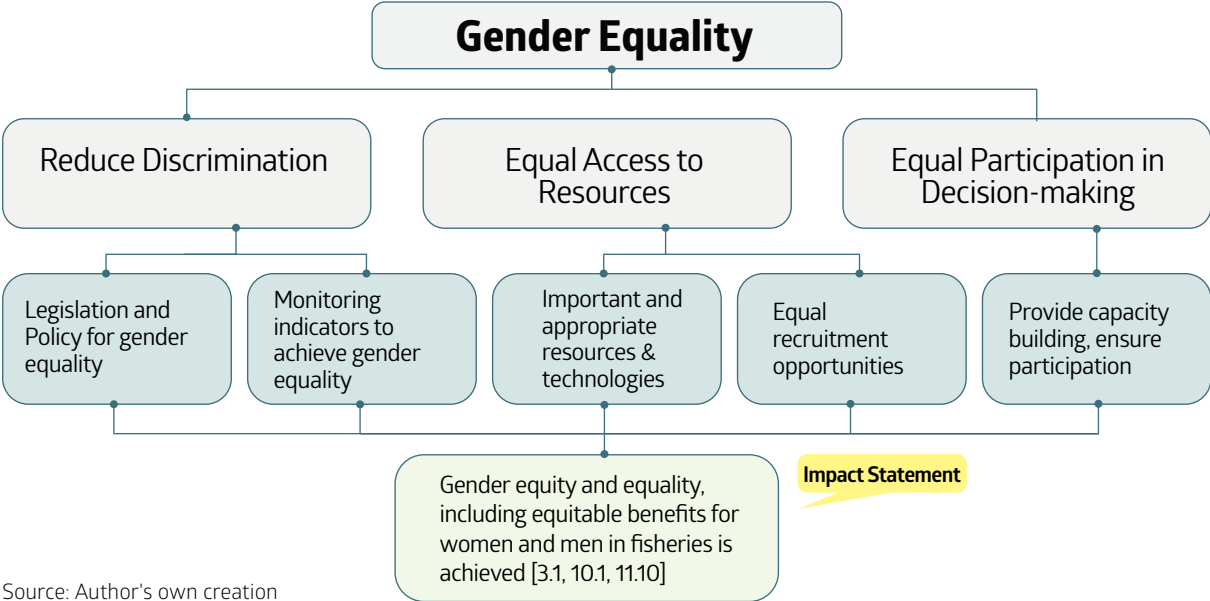 Gender Equality
Reduce Discrimination
Equal Access to
Resources
Equal Participation in
Decision-making
Legislation and
Policy for gender
equality
Monitoring
indicators to
achieve gender
equality
Important and
appropriate
resources &
technologies
Equal
recruitment
opportunities
Provide capacity
building, ensure
participation
Gender equity and equality,
including equitable benefits for
women and men in fisheries is
achieved [3.1, 10.1, 11.10]
Impact Statement
Source: Author's own creation